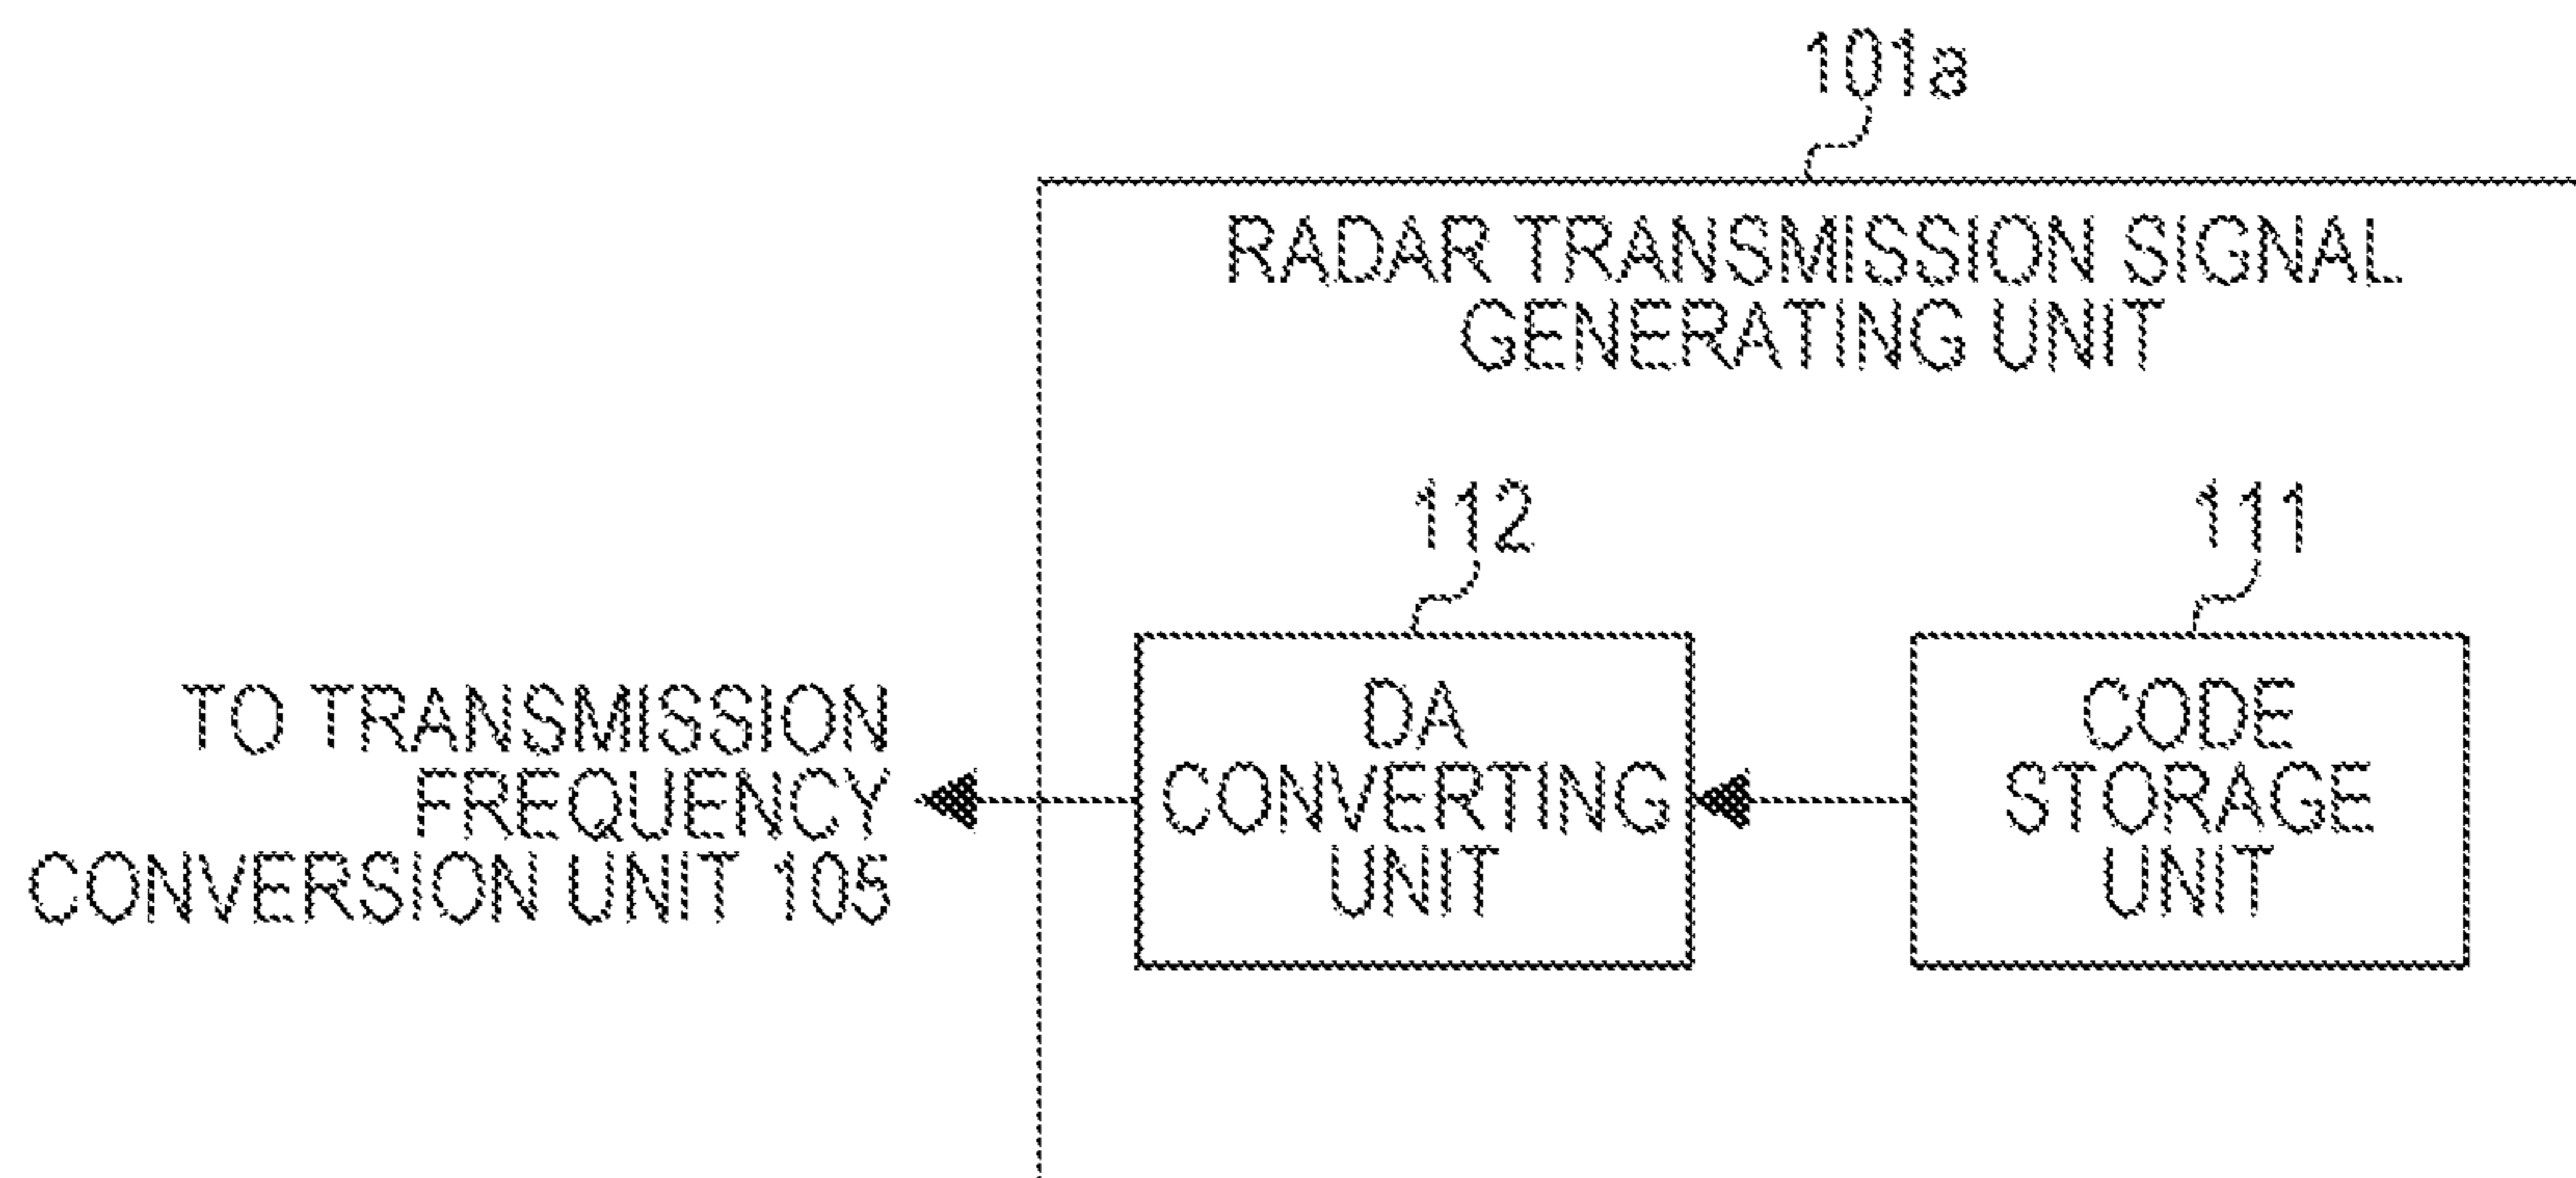 101a
RADAR TRANSMISSION SIGNAL
GENERATING UNIT
112
111
TO TRANSMISSION
FREQUENCY
CONVERSION UNIT 105
DA
CONVERTING
UNIT
CODE
STORAGE
UNIT